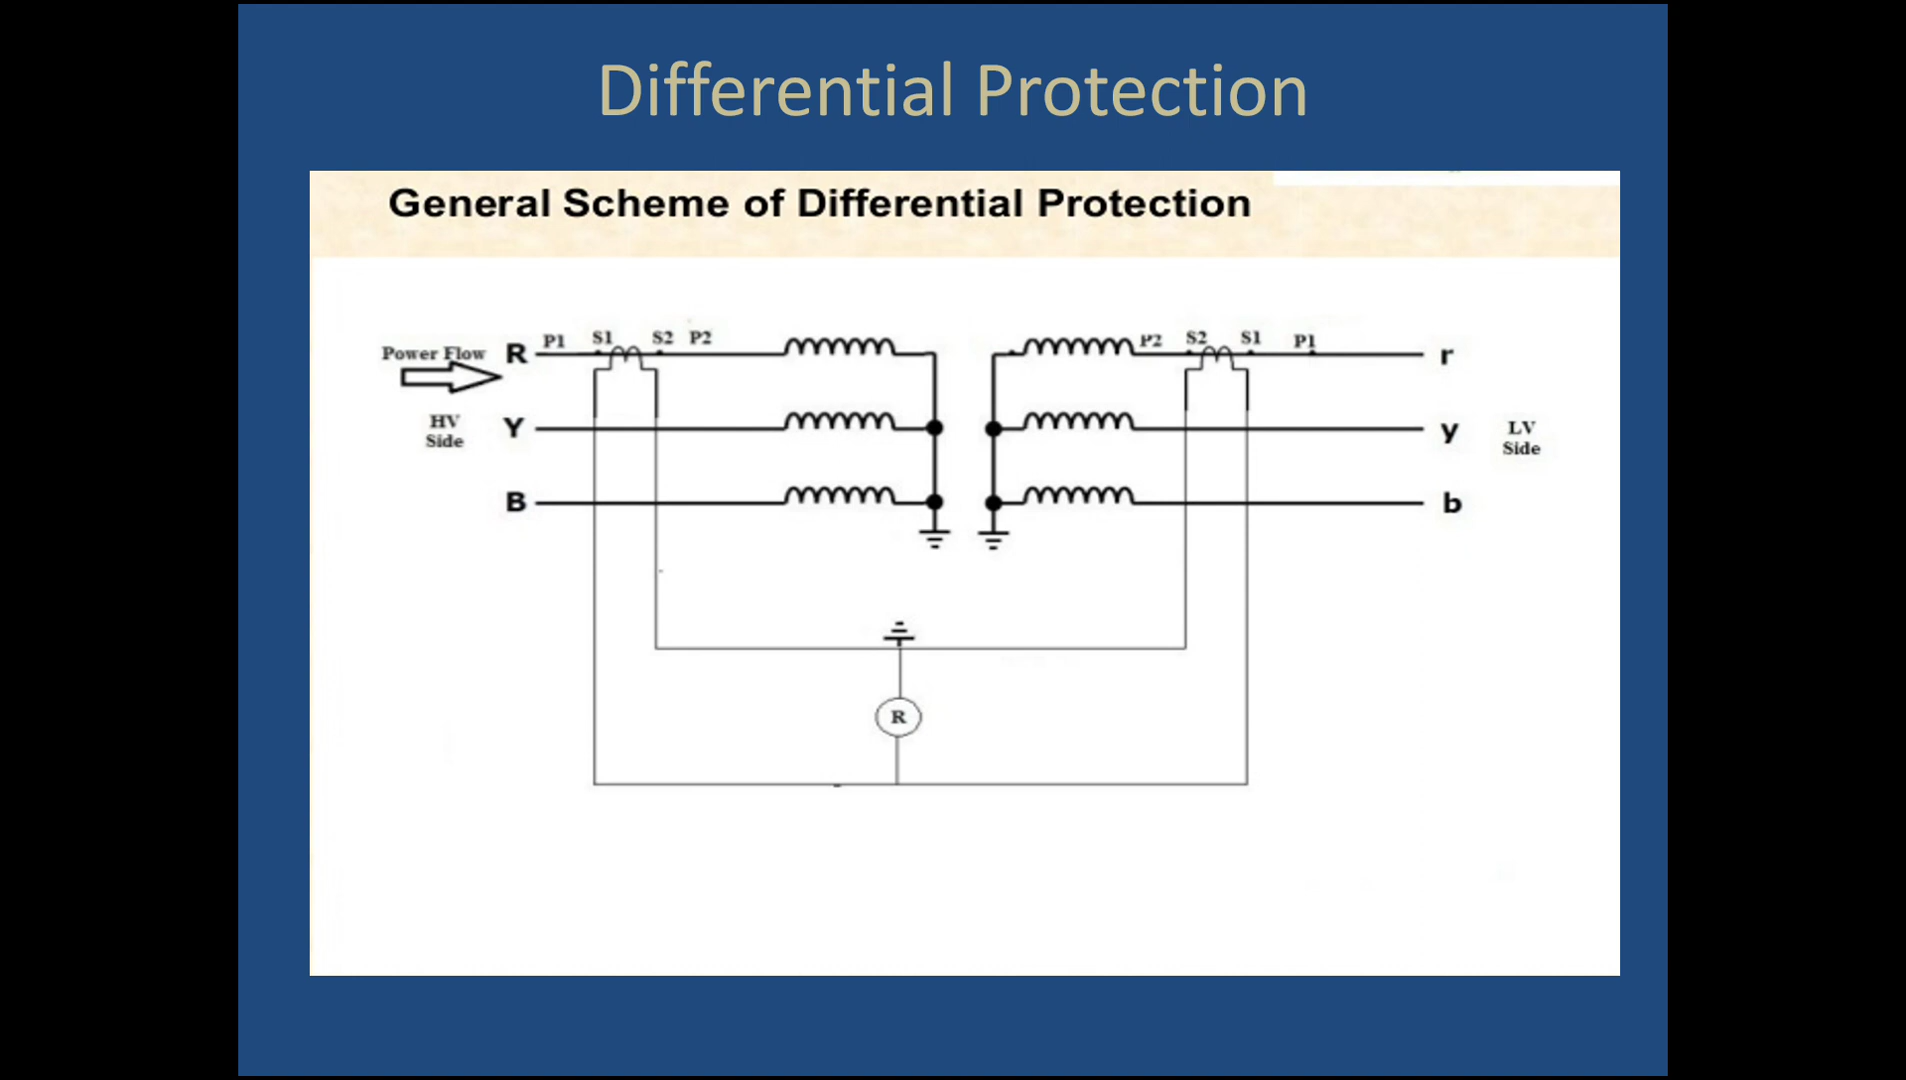 Differential Protection
General Scheme of Differential Protection
Power Flow R P1 S1 S2 P2 P2 S2 S1 P1 r
HV
Side
Y y
LV
Side
B b
R